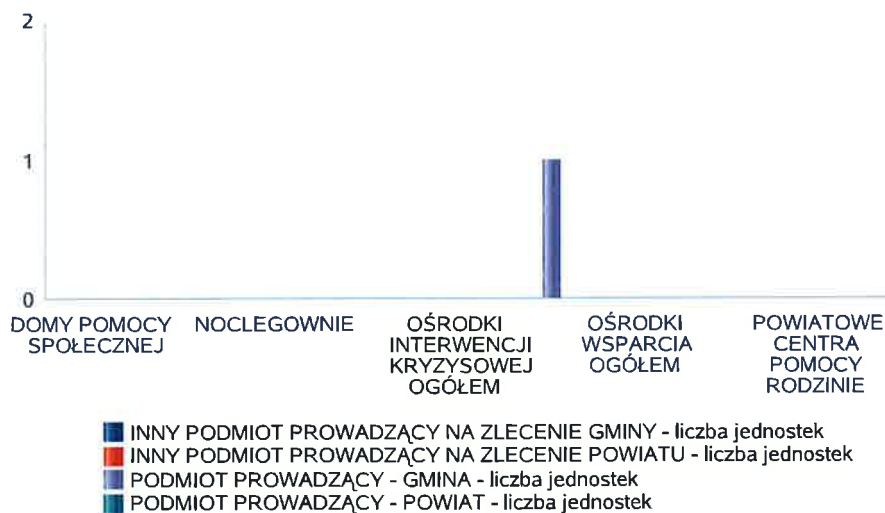 2
1
0
DOMY POMOCY
SPOŁECZNEJ
NOCLEGOWNIE
OŚRODKI
INTERWENCJI
KRYZYSOWEJ
OGÓŁEM
OŚRODKI
WSPARCIA
OGÓŁEM
POWIATOWE
CENTRA
POMOCY
RODZINIE
INNY PODMIOT PROWADZĄCY NA ZLECENIE GMINY - liczba jednostek
INNY PODMIOT PROWADZĄCY NA ZLECENIE POWIATU - liczba jednostek
PODMIOT PROWADZĄCY - GMINA - liczba jednostek
PODMIOT PROWADZĄCY - POWIAT - liczba jednostek